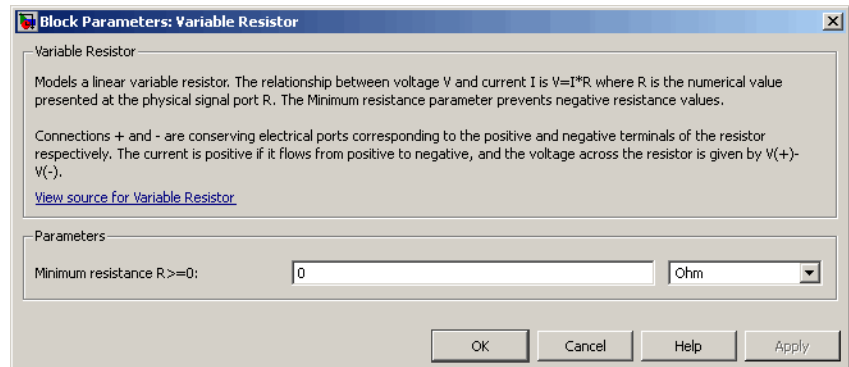 Block Parameters: Variable Resistor
Variable Resistor
Models a linear variable resistor. The relationship between voltage V and current I is V=I*R where R is the numerical value
presented at the physical signal port R. The Minimum resistance parameter prevents negative resistance values.
Connections + and - are conserving electrical ports corresponding to the positive and negative terminals of the resistor
respectively. The current is positive if it flows from positive to negative, and the voltage across the resistor is given by V(+)-
V(-).
View source for Variable Resistor
Parameters
Minimum resistance R>=0: 0 Ohm
OK Cancel Help Apply